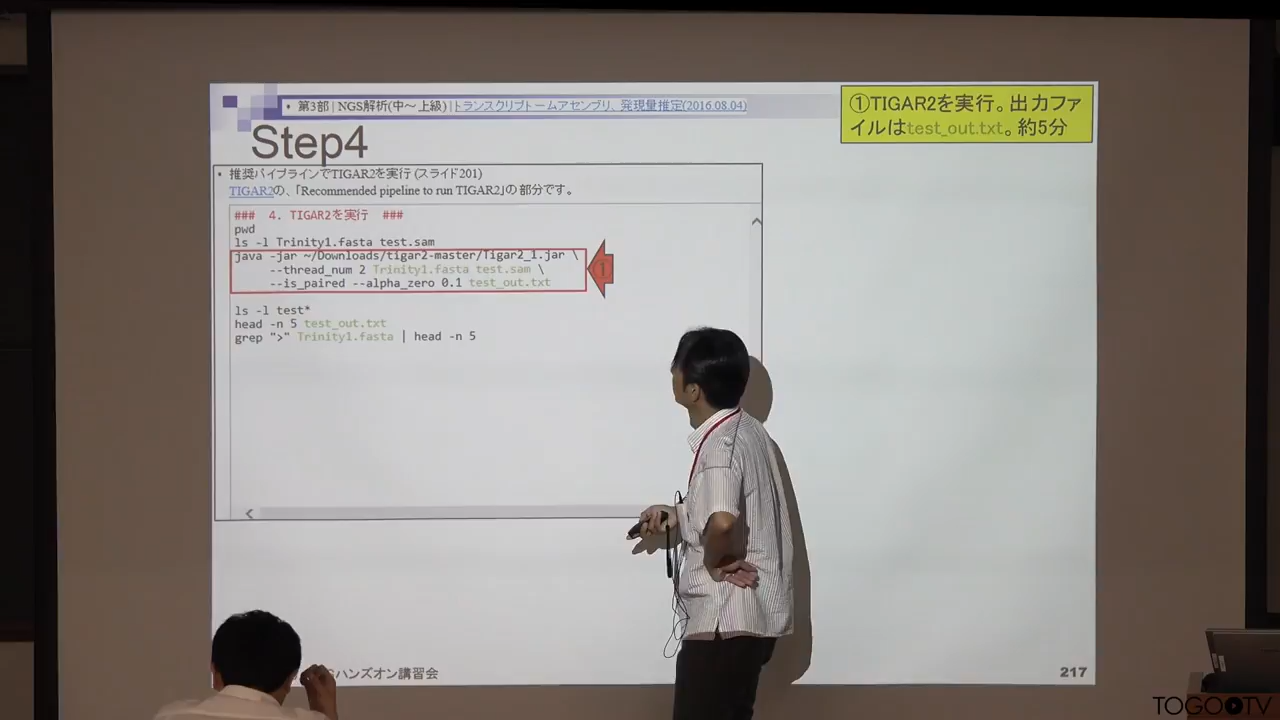 • 第3部 | NGS解析(中～上級) | トランスクリプトームアセンブリ、発現量推定(2016.08.04)
①TIGAR2を実行。出力ファ
イルはtest_out.txt。約5分
Step4
• 推奨パイプラインでTIGAR2を実行 (スライド201)
TIGAR2の、「Recommended pipeline to run TIGAR2」の部分です。
### 4. TIGAR2を実行 ###
pwd
ls -l Trinity1.fasta test.sam
java -jar ~/Downloads/tigar2-master/Tigar2_1.jar \
--thread_num 2 Trinity1.fasta test.sam \
--is_paired --alpha_zero 0.1 test_out.txt
①
ls -l test*
head -n 5 test_out.txt
grep ">" Trinity1.fasta | head -n 5
Sハンズオン講習会
217
TOGOTV